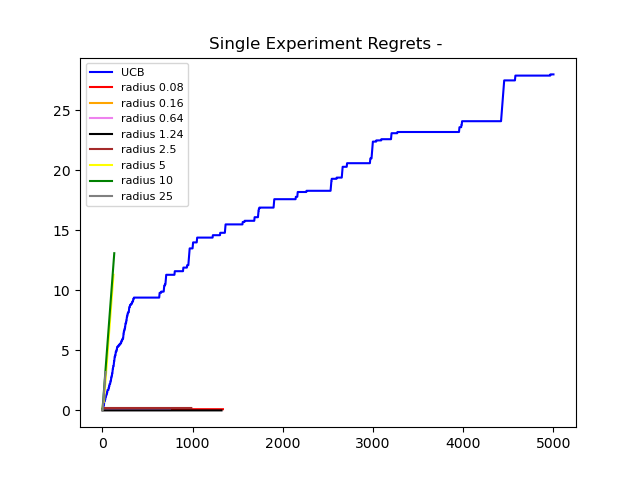 Single Experiment Regrets -
UCB
radius 0.08
radius 0.16
radius 0.64
radius 1.24
radius 2.5
radius 5
radius 10
radius 25
25
20
15
10
5
0
0 1000 2000 3000 4000 5000